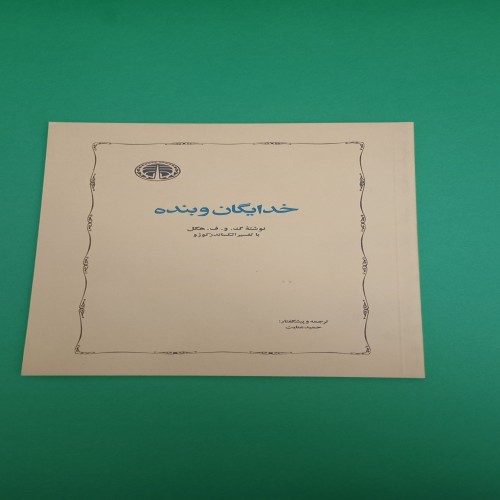 خدایگان و بنده
نوشتهٔ گ. و. ف. هگل
با تفسیر الکساندر کوژو
ترجمه و پیشگفتار:
حمید عنایت